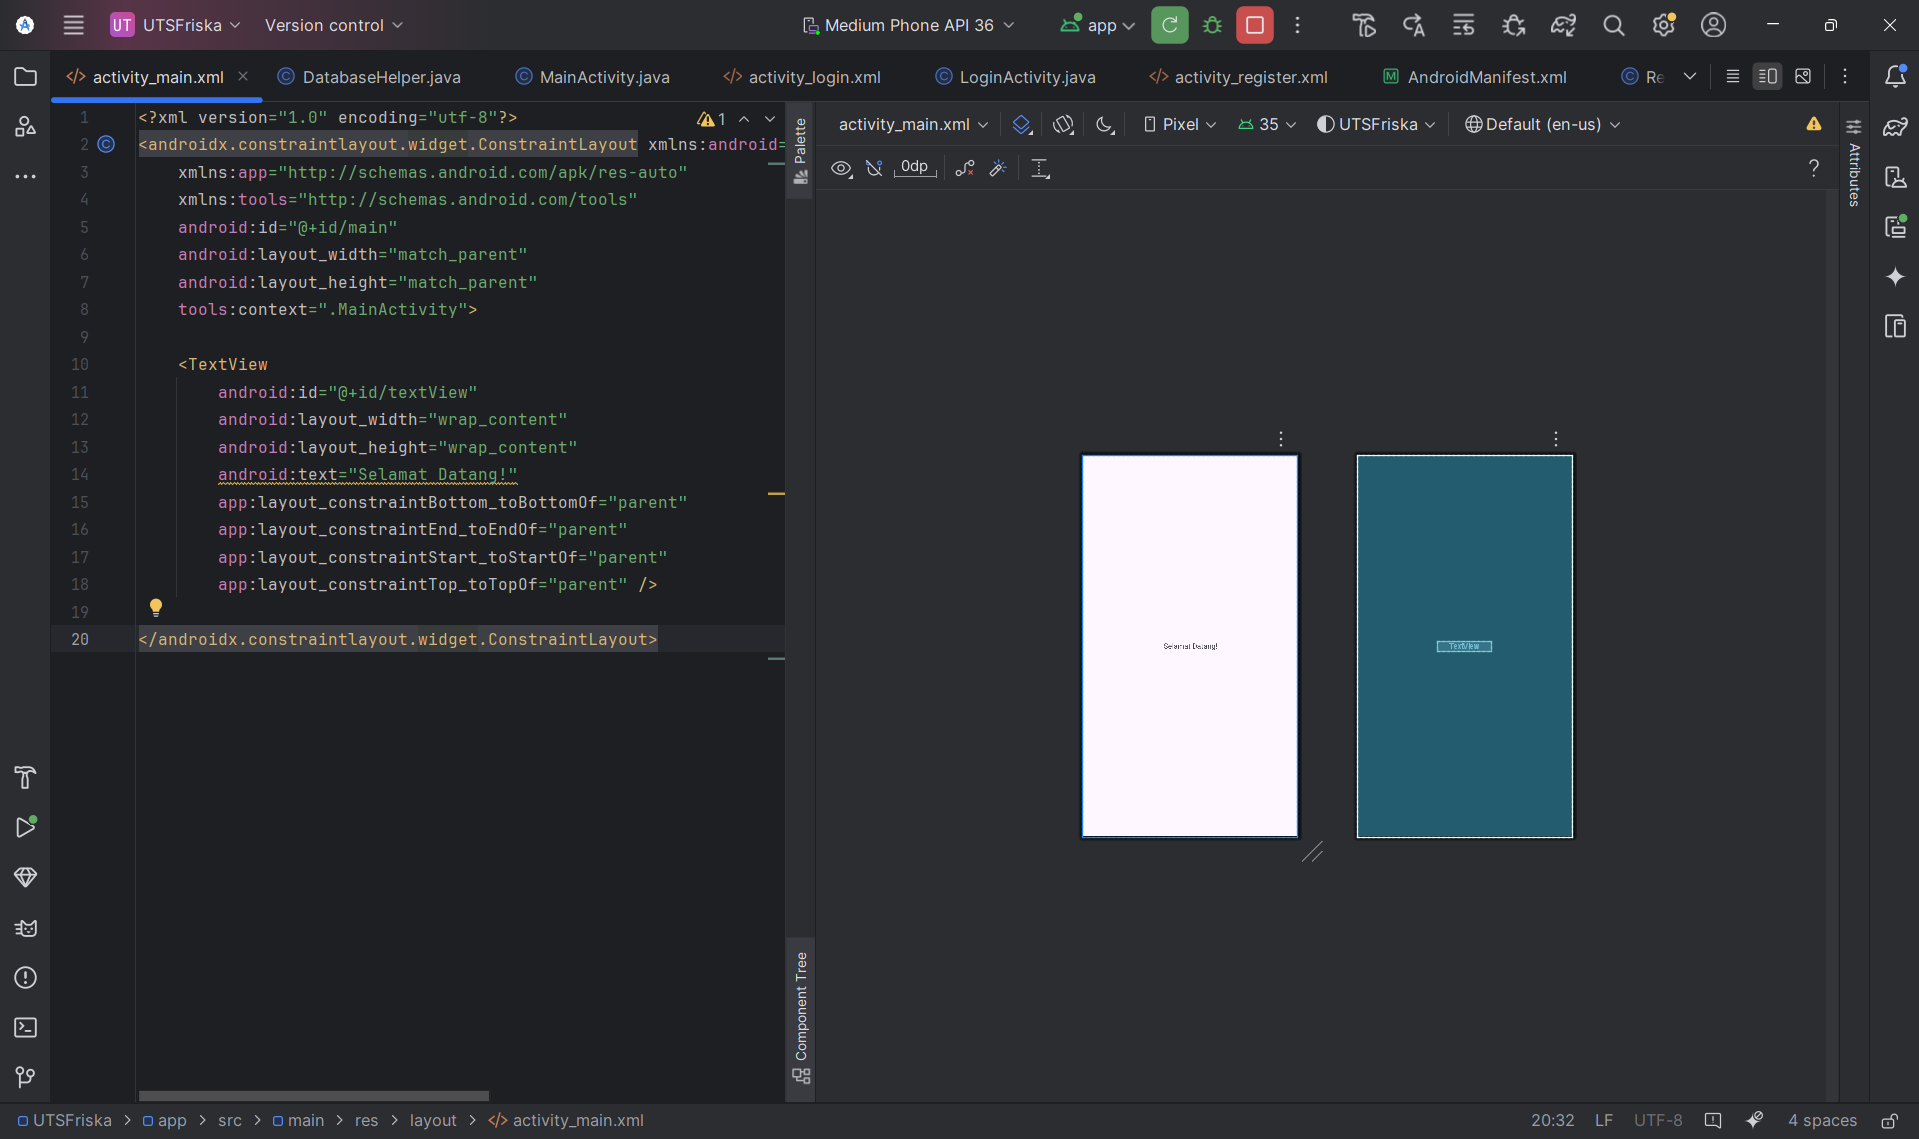 UT UTSFriska Version control Medium Phone API 36 app
activity_main.xml DatabaseHelper.java MainActivity.java activity_login.xml LoginActivity.java activity_register.xml AndroidManifest.xml Re
1 <?xml version="1.0" encoding="utf-8"?> 1
2 <androidx.constraintlayout.widget.ConstraintLayout xmlns:android=
3 xmlns:app="http://schemas.android.com/apk/res-auto"
4 xmlns:tools="http://schemas.android.com/tools"
5 android:id="@+id/main"
6 android:layout_width="match_parent"
7 android:layout_height="match_parent"
8 tools:context=".MainActivity">
9
10 <TextView
11 android:id="@+id/textView"
12 android:layout_width="wrap_content"
13 android:layout_height="wrap_content"
14 android:text="Selamat Datang!"
15 app:layout_constraintBottom_toBottomOf="parent"
16 app:layout_constraintEnd_toEndOf="parent"
17 app:layout_constraintStart_toStartOf="parent"
18 app:layout_constraintTop_toTopOf="parent" />
19
20 </androidx.constraintlayout.widget.ConstraintLayout>
Palette
Component Tree
activity_main.xml Pixel 35 UTSFriska Default (en-us)
0dp ?
Selamat Datang!
TextView
Attributes
UTSFriska > app > src > main > res > layout > activity_main.xml 20:32 LF UTF-8 4 spaces